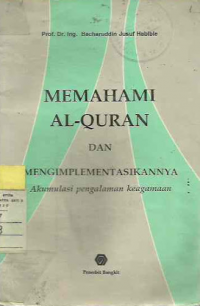 Prof. Dr. Ing. Bacharuddin Jusuf Habibie
MEMAHAMI
AL-QURAN
DAN
MENGIMPLEMENTASIKANNYA
Akumulasi pengalaman keagamaan
Penerbit Bangkit